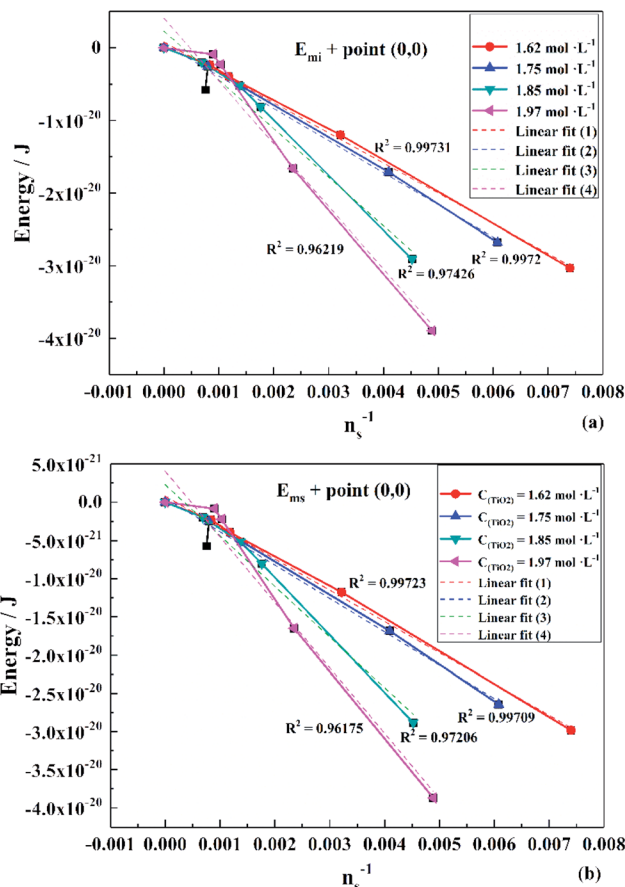 E_mi + point (0,0)
1.62 mol ·L⁻¹
1.75 mol ·L⁻¹
1.85 mol ·L⁻¹
1.97 mol ·L⁻¹
Linear fit (1)
Linear fit (2)
Linear fit (3)
Linear fit (4)
0
-1x10⁻²⁰
-2x10⁻²⁰
-3x10⁻²⁰
-4x10⁻²⁰
Energy / J
R² = 0.99731
R² = 0.96219
R² = 0.97426
R² = 0.9972
-0.001 0.000 0.001 0.002 0.003 0.004 0.005 0.006 0.007 0.008
n_s⁻¹
(a)
E_ms + point (0,0)
C_(TiO2) = 1.62 mol ·L⁻¹
C_(TiO2) = 1.75 mol ·L⁻¹
C_(TiO2) = 1.85 mol ·L⁻¹
C_(TiO2) = 1.97 mol ·L⁻¹
Linear fit (1)
Linear fit (2)
Linear fit (3)
Linear fit (4)
5.0x10⁻²¹
0.0
-5.0x10⁻²¹
-1.0x10⁻²⁰
-1.5x10⁻²⁰
-2.0x10⁻²⁰
-2.5x10⁻²⁰
-3.0x10⁻²⁰
-3.5x10⁻²⁰
-4.0x10⁻²⁰
Energy / J
R² = 0.99723
R² = 0.96175
R² = 0.97206
R² = 0.99709
-0.001 0.000 0.001 0.002 0.003 0.004 0.005 0.006 0.007 0.008
n_s⁻¹
(b)